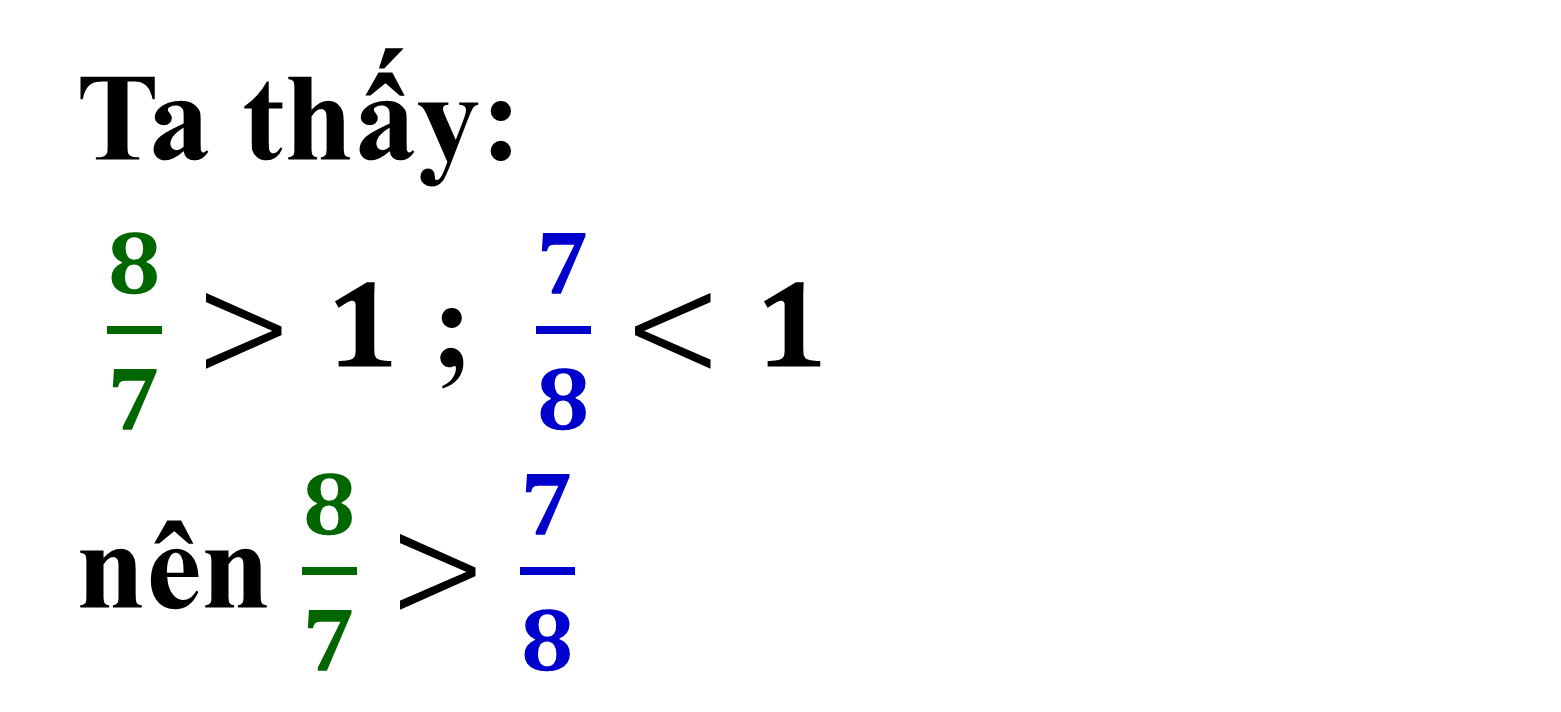 Ta thấy:
8/7 > 1 ; 7/8 < 1
nên 8/7 > 7/8